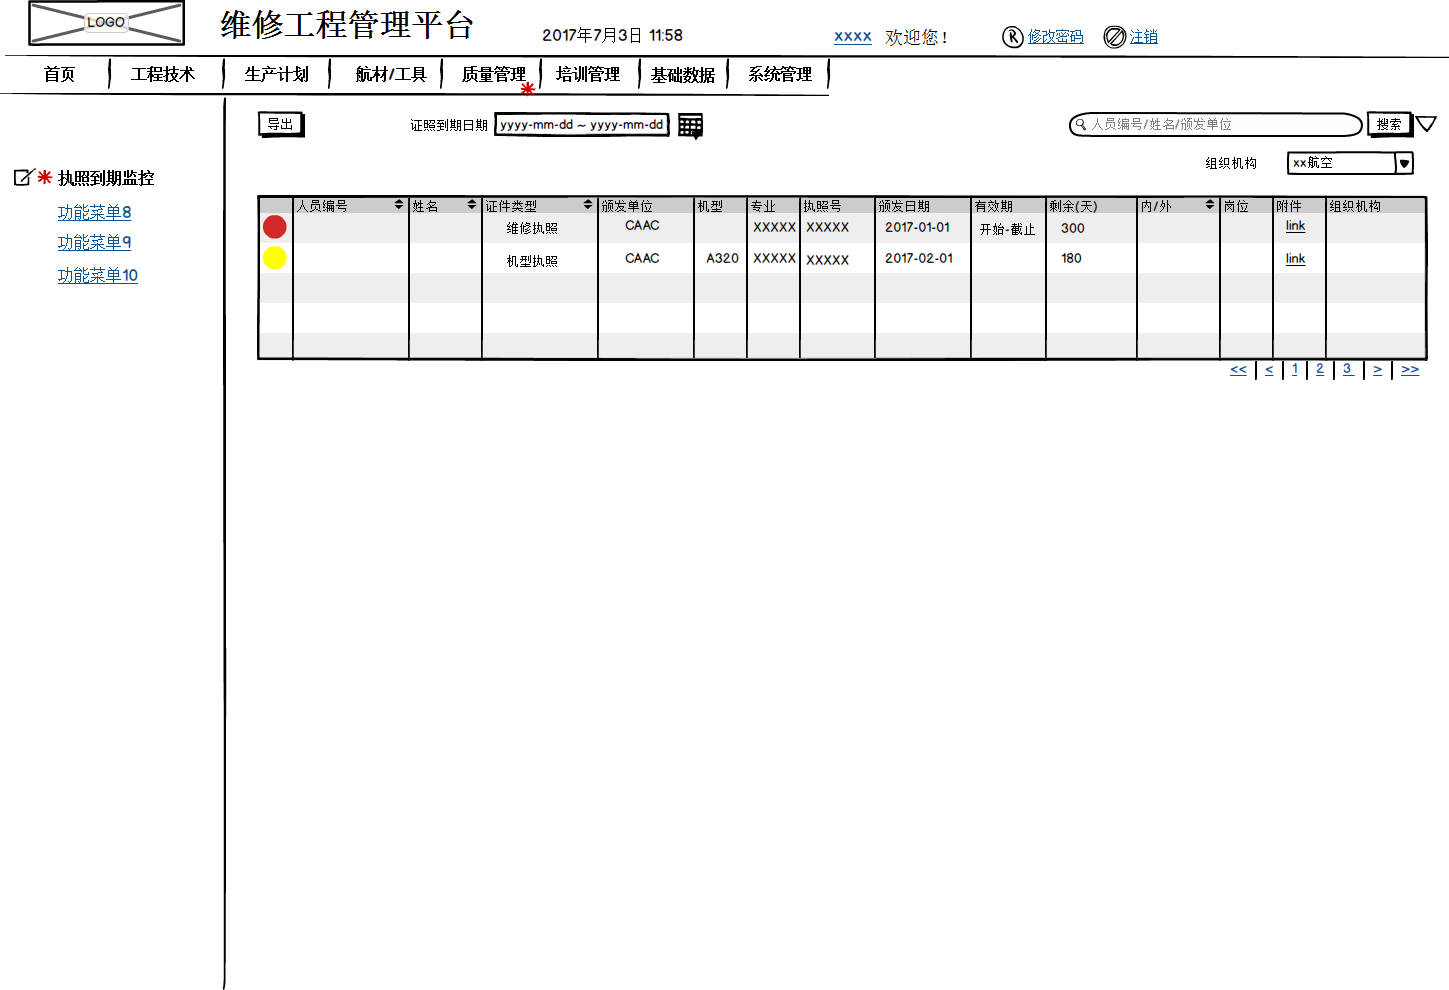 LOGO 维修工程管理平台 2017年7月3日 11:58 xxxx 欢迎您！ R 修改密码 注销
首页 工程技术 生产计划 航材/工具 质量管理 培训管理 基础数据 系统管理
导出 证照到期日期 yyyy-mm-dd ~ yyyy-mm-dd 人员编号/姓名/颁发单位 搜索
组织机构 xx航空
执照到期监控
功能菜单8
功能菜单9
功能菜单10
人员编号 姓名 证件类型 颁发单位 机型 专业 执照号 颁发日期 有效期 剩余(天) 内/外 岗位 附件 组织机构
维修执照 CAAC XXXXX XXXXX 2017-01-01 开始-截止 300 link
机型执照 CAAC A320 XXXXX XXXXX 2017-02-01 180 link
<< < 1 2 3 > >>